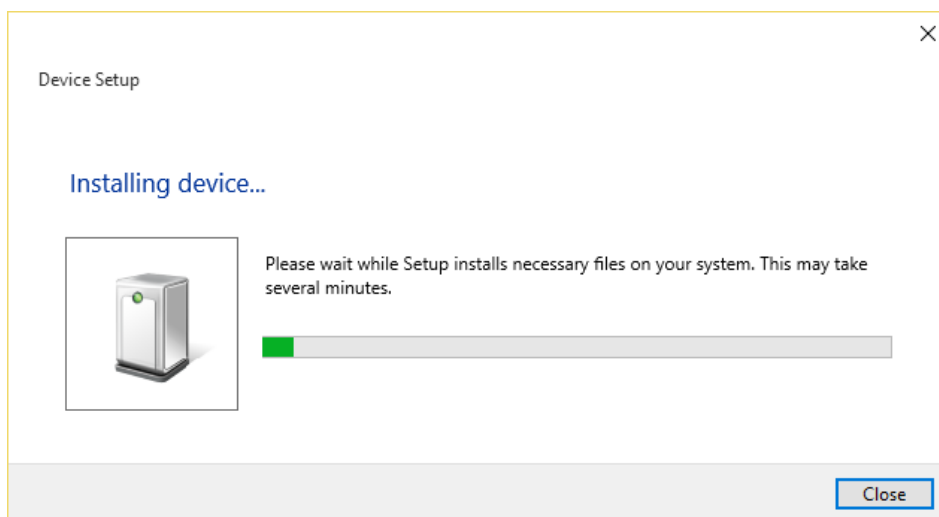 Device Setup
Installing device...
Please wait while Setup installs necessary files on your system. This may take
several minutes.
Close